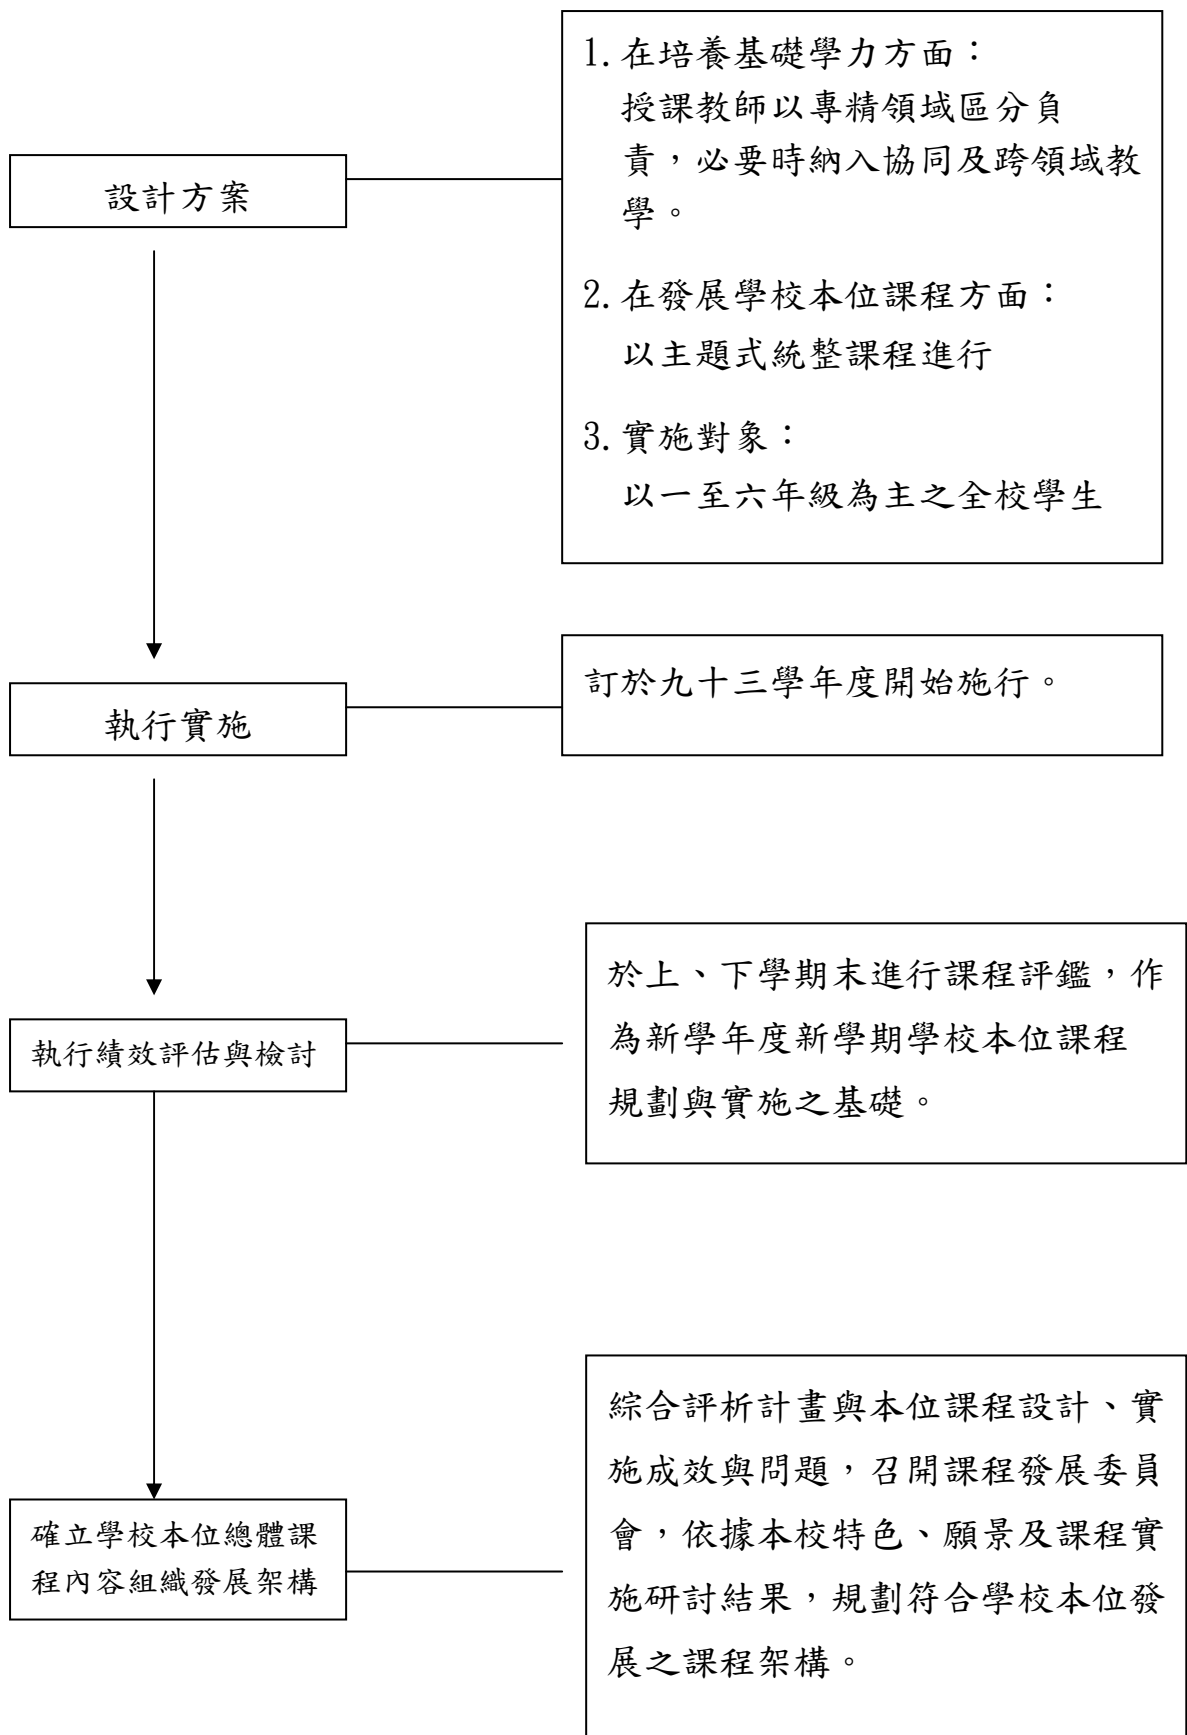 設計方案
1.在培養基礎學力方面：
授課教師以專精領域區分負
責，必要時納入協同及跨領域教
學。
2.在發展學校本位課程方面：
以主題式統整課程進行
3.實施對象：
以一至六年級為主之全校學生
執行實施
訂於九十三學年度開始施行。
執行績效評估與檢討
於上、下學期末進行課程評鑑，作
為新學年度新學期學校本位課程
規劃與實施之基礎。
確立學校本位總體課
程內容組織發展架構
綜合評析計畫與本位課程設計、實
施成效與問題，召開課程發展委員
會，依據本校特色、願景及課程實
施研討結果，規劃符合學校本位發
展之課程架構。